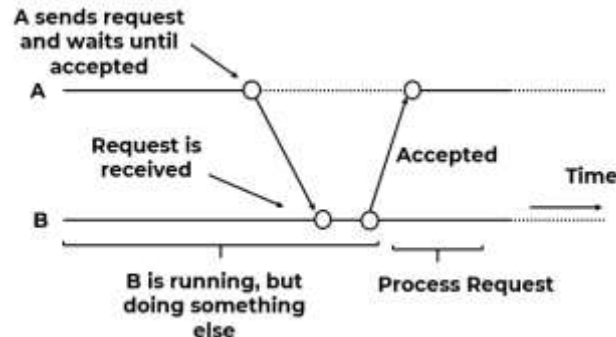 A sends request
and waits until
accepted
A
Request is
received
Accepted
Time
B
B is running, but
doing something
else
Process Request